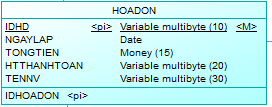 HOADON
IDHD <pi> Variable multibyte (10) <M>
NGAYLAP Date
TONGTIEN Money (15)
HTTHANHTOAN Variable multibyte (20)
TENNV Variable multibyte (30)
IDHOADON <pi>